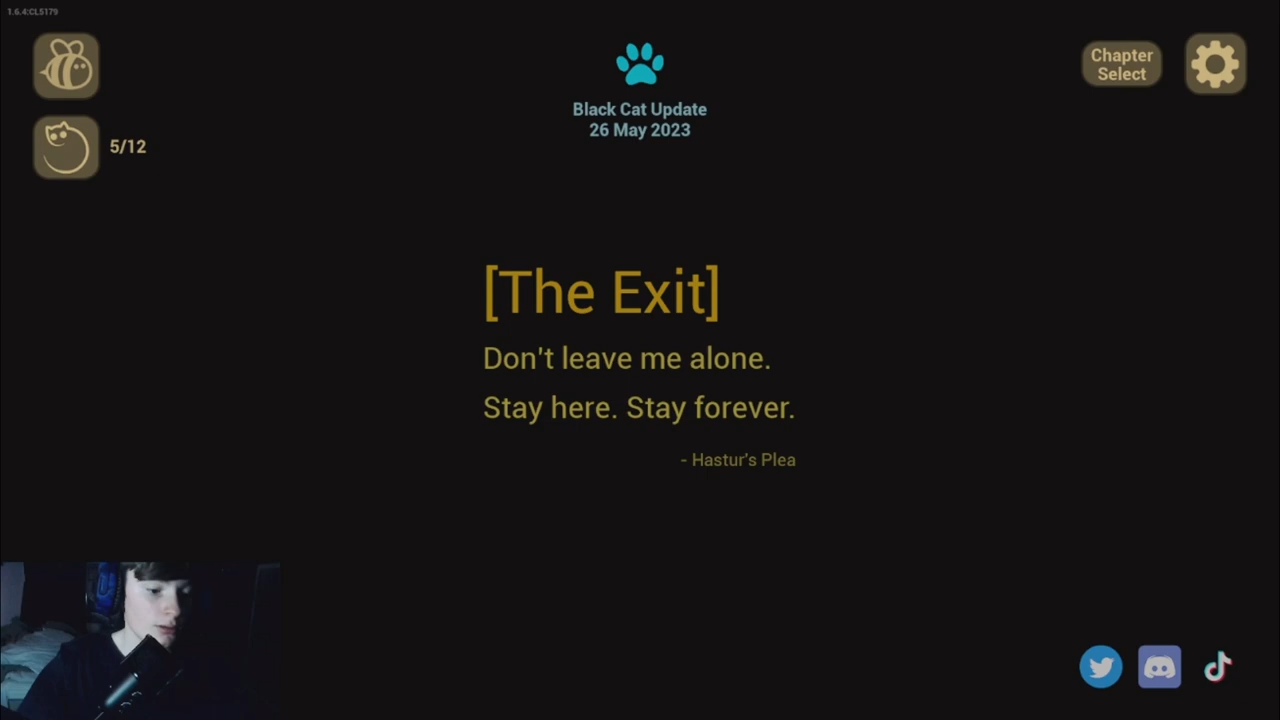 1.6.4:CL5179
Black Cat Update
26 May 2023
Chapter
Select
5/12
[The Exit]
Don't leave me alone.
Stay here. Stay forever.
- Hastur's Plea